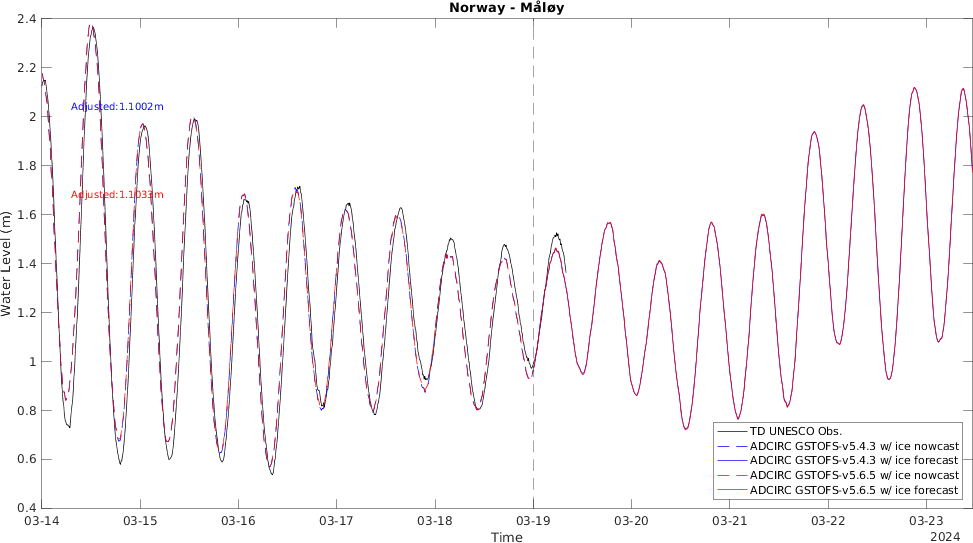 Norway - Måløy
2.4
2.2
2
1.8
1.6
1.4
1.2
1
0.8
0.6
0.4
Water Level (m)
Adjusted:1.1002m
Adjusted:1.1033m
TD UNESCO Obs.
ADCIRC GSTOFS-v5.4.3 w/ ice nowcast
ADCIRC GSTOFS-v5.4.3 w/ ice forecast
ADCIRC GSTOFS-v5.6.5 w/ ice nowcast
ADCIRC GSTOFS-v5.6.5 w/ ice forecast
03-14 03-15 03-16 03-17 03-18 03-19 03-20 03-21 03-22 03-23
Time
2024